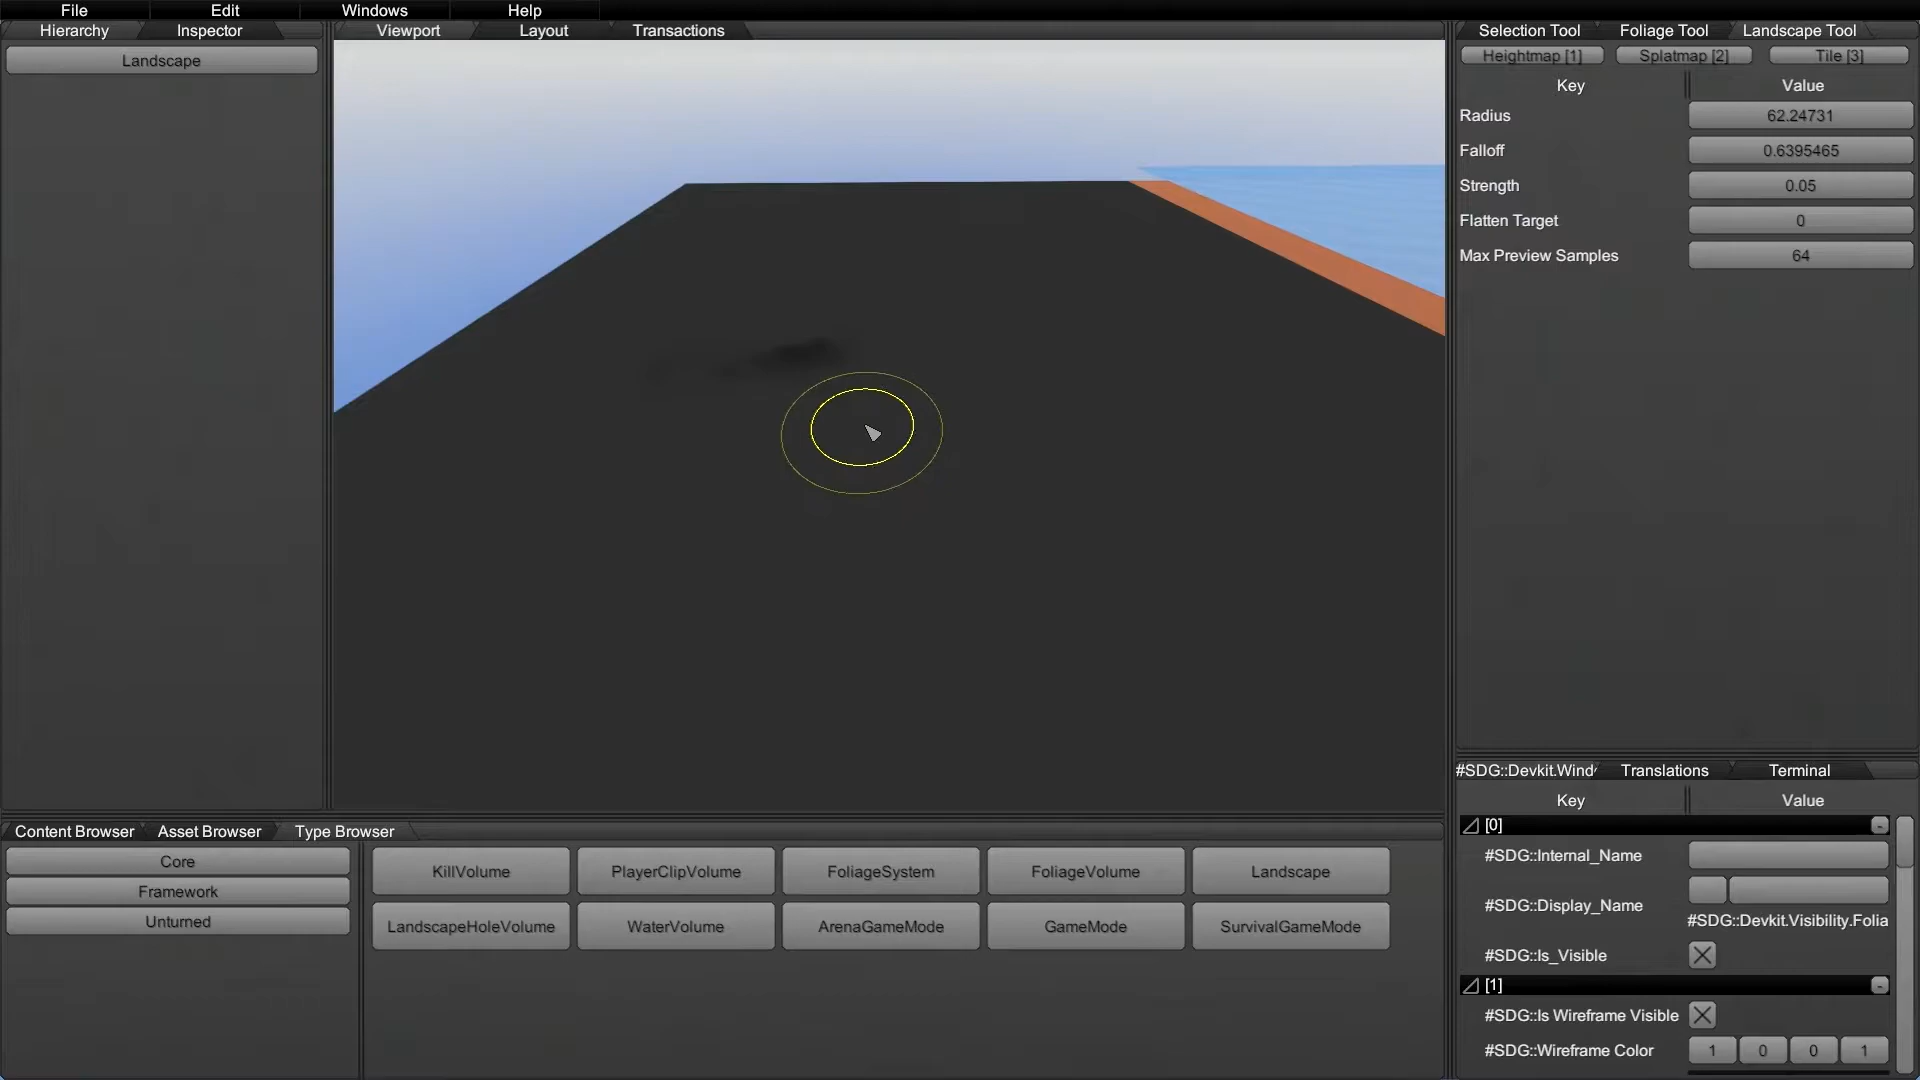 File Edit Windows Help
Hierarchy Inspector
Landscape
Viewport Layout Transactions
Selection Tool Foliage Tool Landscape Tool
Heightmap [1] Splatmap [2] Tile [3]
Key Value
Radius 62.24731
Falloff 0.6395465
Strength 0.05
Flatten Target 0
Max Preview Samples 64
Content Browser Asset Browser Type Browser
Core
Framework
Unturned
KillVolume PlayerClipVolume FoliageSystem FoliageVolume Landscape
LandscapeHoleVolume WaterVolume ArenaGameMode GameMode SurvivalGameMode
#SDG::Devkit.Wind Translations Terminal
Key Value
[0] -
#SDG::Internal_Name
#SDG::Display_Name
#SDG::Devkit.Visibility.Folia
#SDG::Is_Visible
[1] -
#SDG::Is Wireframe Visible
#SDG::Wireframe Color 1 0 0 1